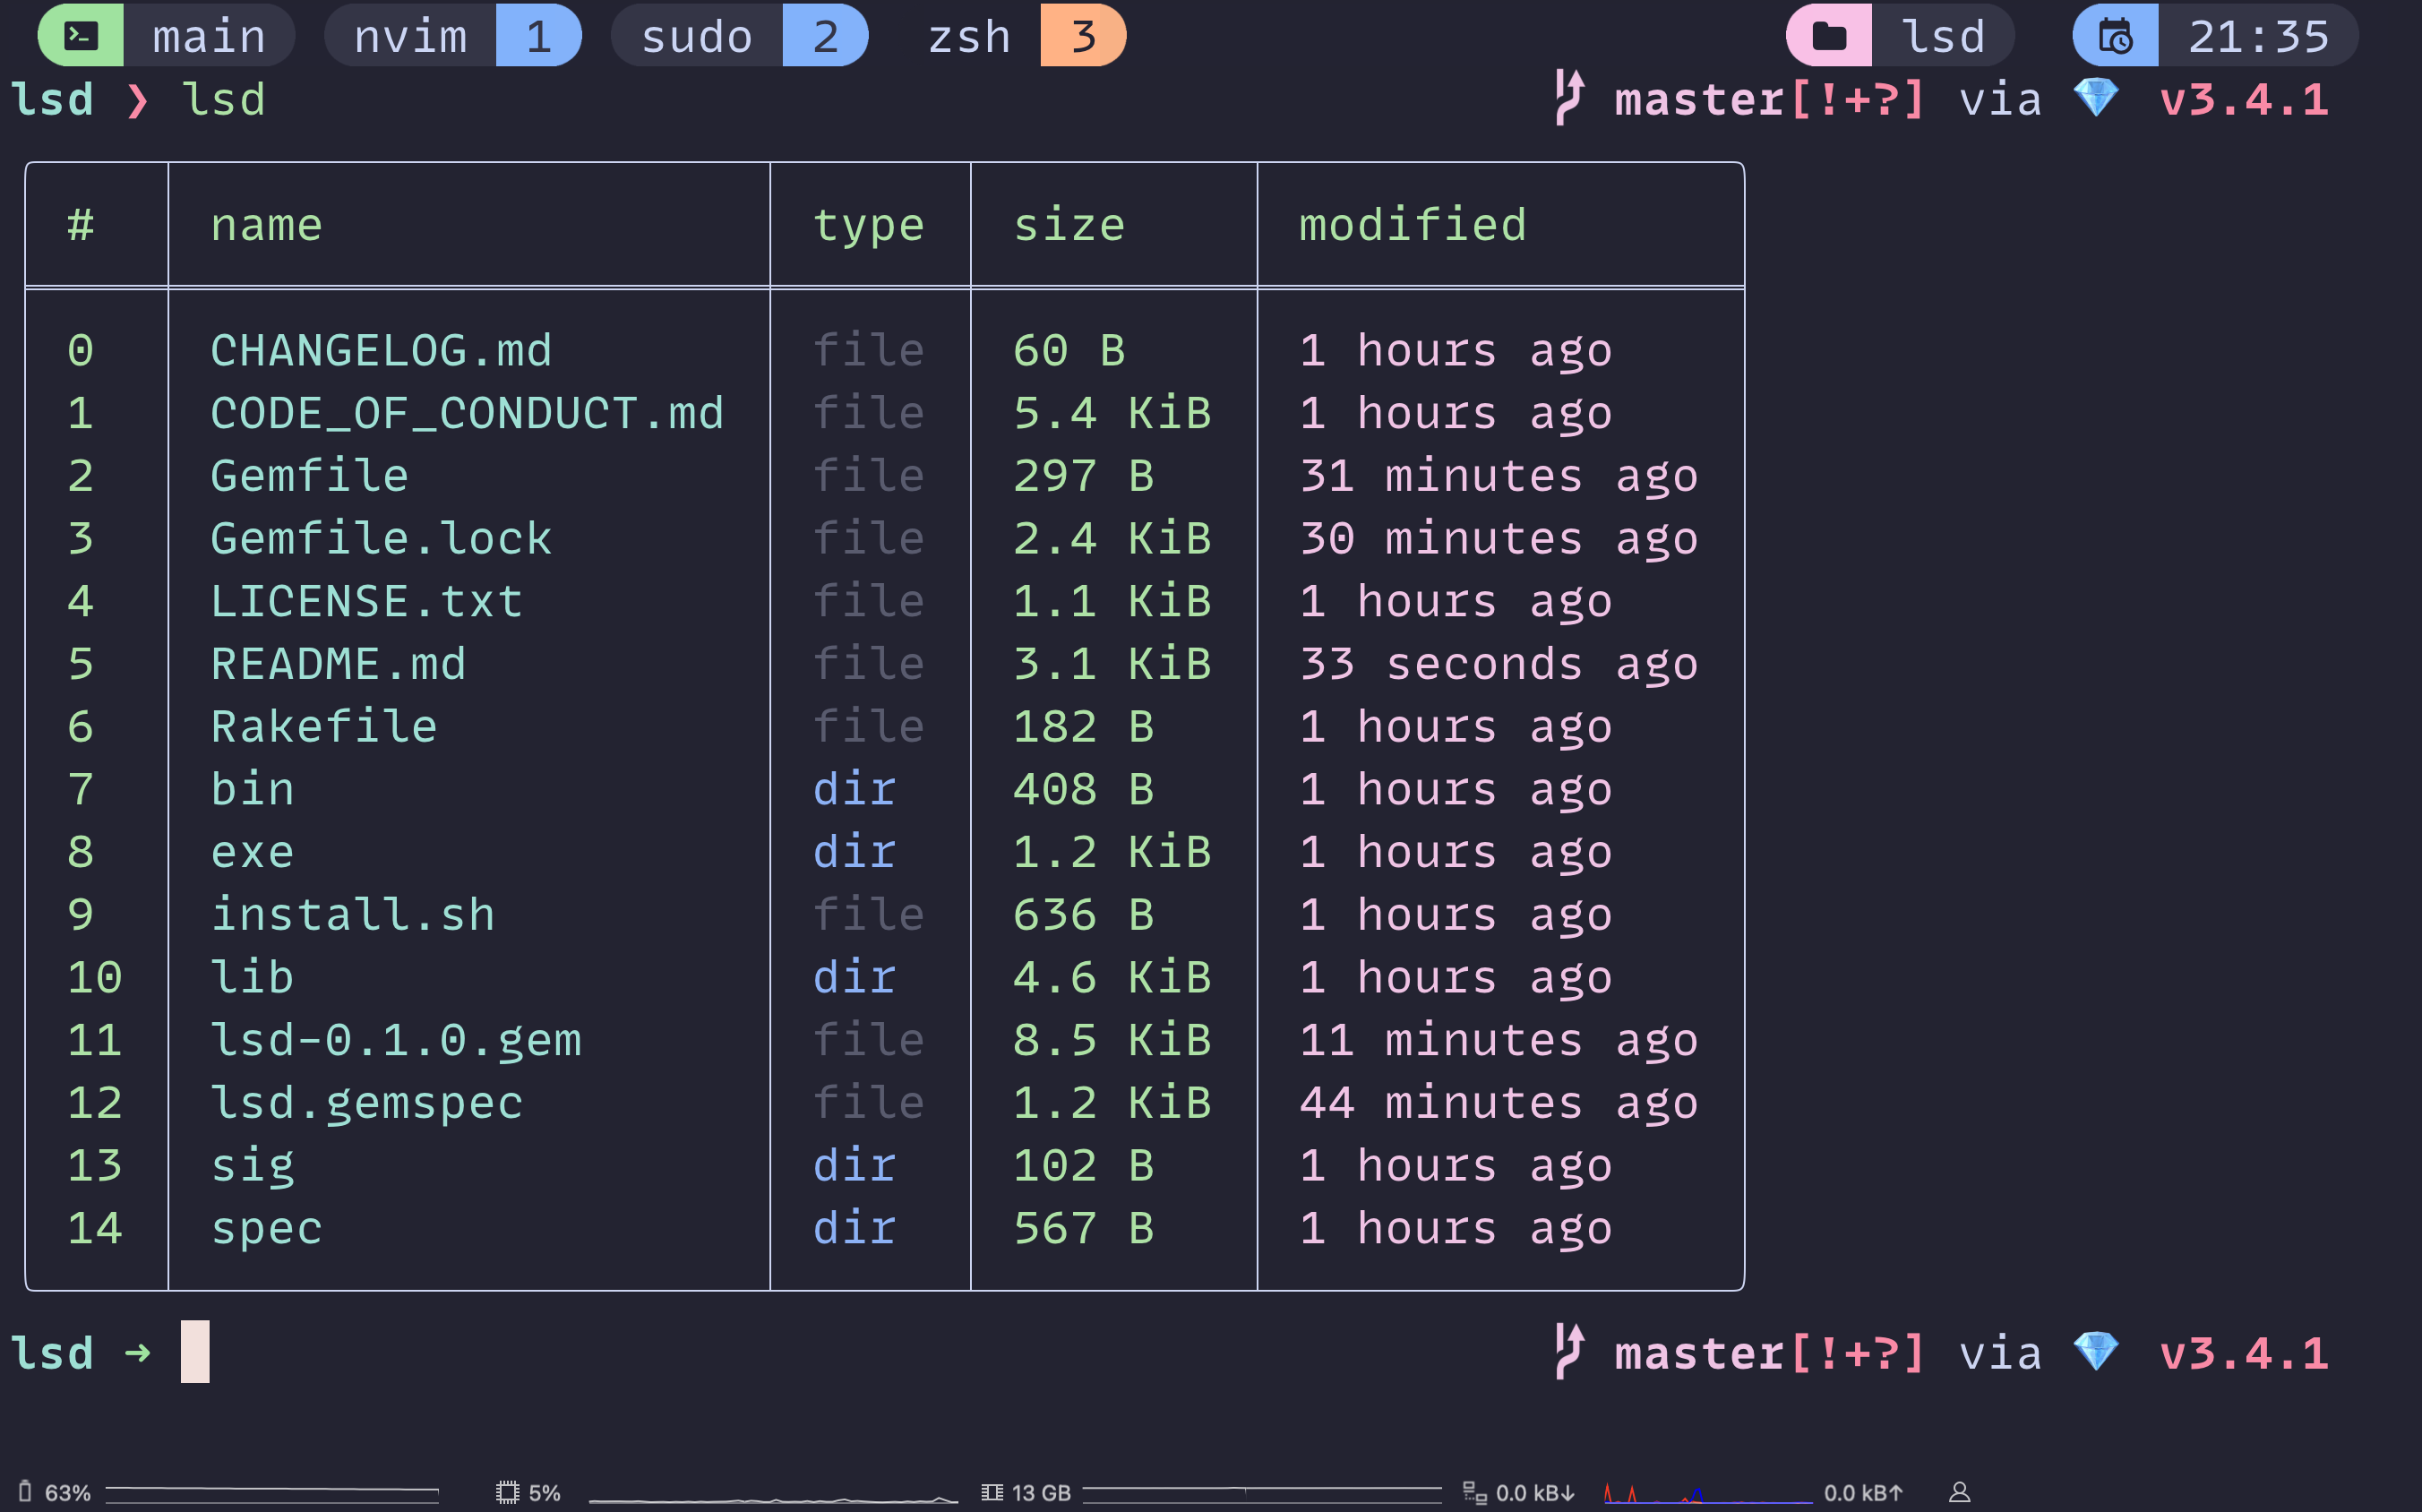 main nvim 1 sudo 2 zsh 3 lsd 21:35
lsd ❯ lsd master[!+?] via 💎 v3.4.1
# name type size modified
0 CHANGELOG.md file 60 B 1 hours ago
1 CODE_OF_CONDUCT.md file 5.4 KiB 1 hours ago
2 Gemfile file 297 B 31 minutes ago
3 Gemfile.lock file 2.4 KiB 30 minutes ago
4 LICENSE.txt file 1.1 KiB 1 hours ago
5 README.md file 3.1 KiB 33 seconds ago
6 Rakefile file 182 B 1 hours ago
7 bin dir 408 B 1 hours ago
8 exe dir 1.2 KiB 1 hours ago
9 install.sh file 636 B 1 hours ago
10 lib dir 4.6 KiB 1 hours ago
11 lsd-0.1.0.gem file 8.5 KiB 11 minutes ago
12 lsd.gemspec file 1.2 KiB 44 minutes ago
13 sig dir 102 B 1 hours ago
14 spec dir 567 B 1 hours ago
lsd ➜ master[!+?] via 💎 v3.4.1
63% 5% 13 GB 0.0 kB↓ 0.0 kB↑